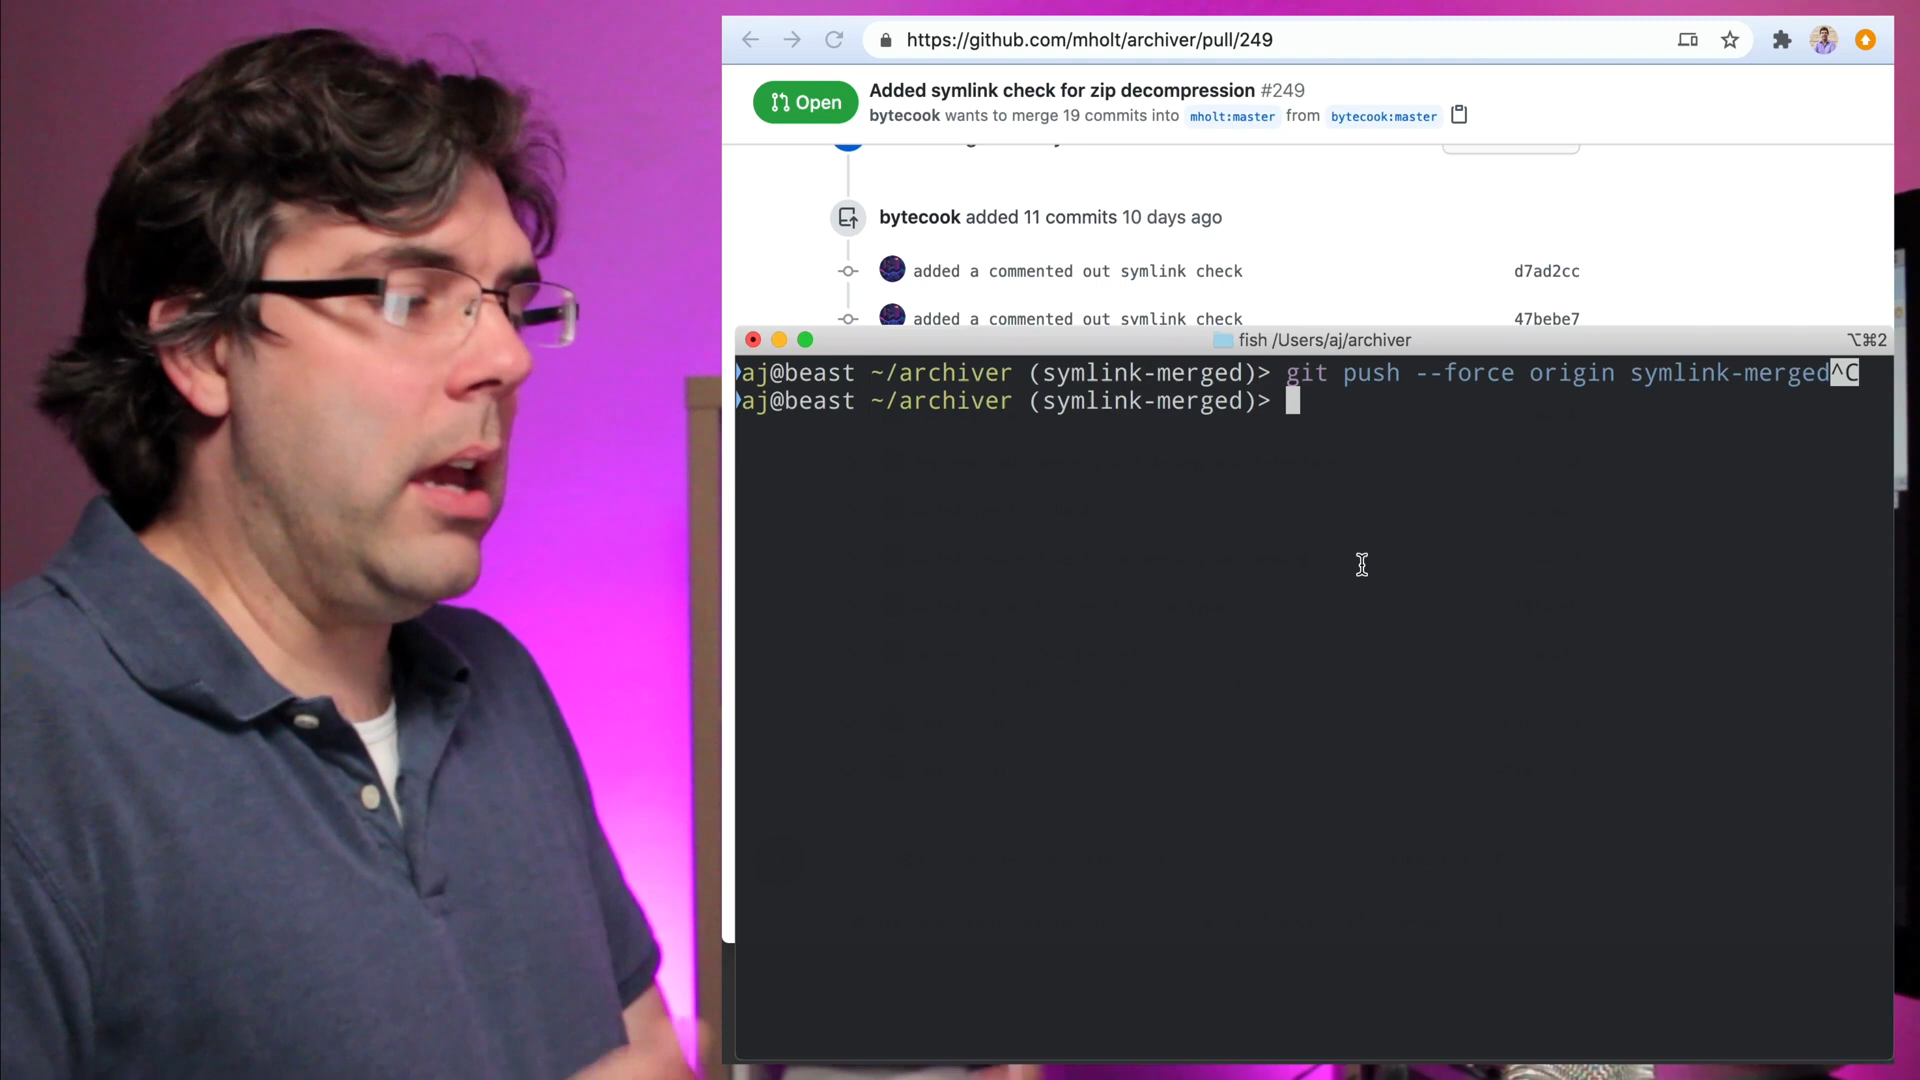 https://github.com/mholt/archiver/pull/249
Open
Added symlink check for zip decompression #249
bytecook wants to merge 19 commits into mholt:master from bytecook:master
bytecook added 11 commits 10 days ago
added a commented out symlink check d7ad2cc
added a commented out symlink check 47bebe7
fish /Users/aj/archiver ⌥⌘2
aj@beast ~/archiver (symlink-merged)> git push --force origin symlink-merged^C
aj@beast ~/archiver (symlink-merged)>